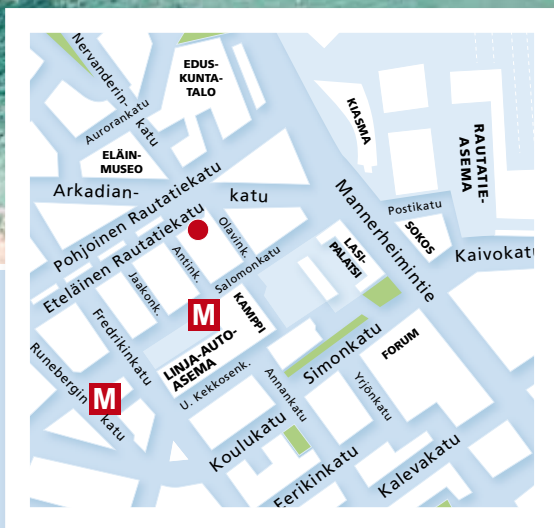 Nervanderin-
katu
EDUS-
KUNTA-
TALO
KIASMA
RAUTATIE-
ASEMA
Aurorankatu
ELÄIN-
MUSEO
Arkadian-
katu
Pohjoinen Rautatiekatu
Eteläinen Rautatiekatu
Mannerheimintie
Postikatu
SOKOS
Kaivokatu
Olavink.
Antink.
Jaakonk.
Salomonkatu
LASI-
PALATSI
Fredrikinkatu
M
KAMPPI
LINJA-AUTO-
ASEMA
Simonkatu
FORUM
Runebergin
katu
M
U. Kekkosenk.
Annankatu
Yrjönkatu
Koulukatu
Eerikinkatu
Kalevakatu